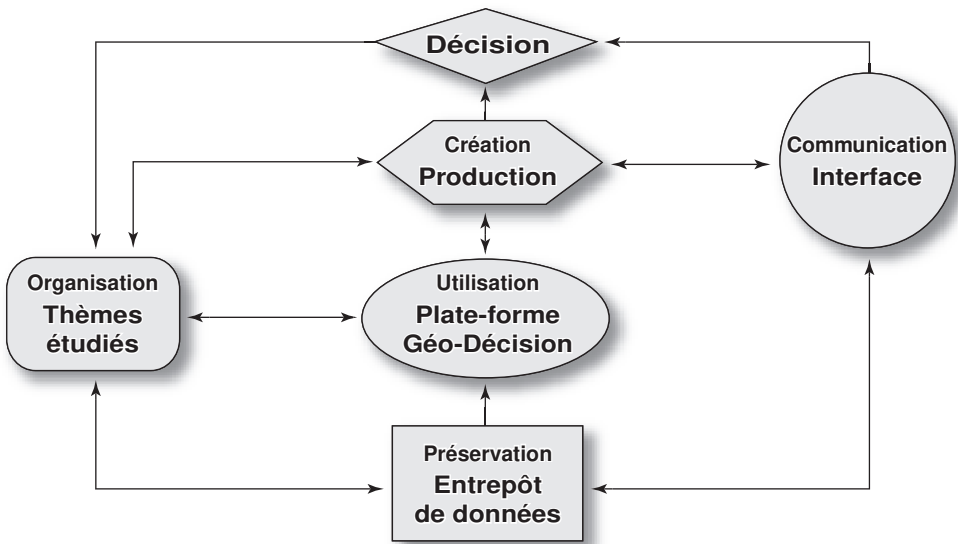 Décision
Création
Production
Communication
Interface
Organisation
Thèmes
étudiés
Utilisation
Plate-forme
Géo-Décision
Préservation
Entrepôt
de données